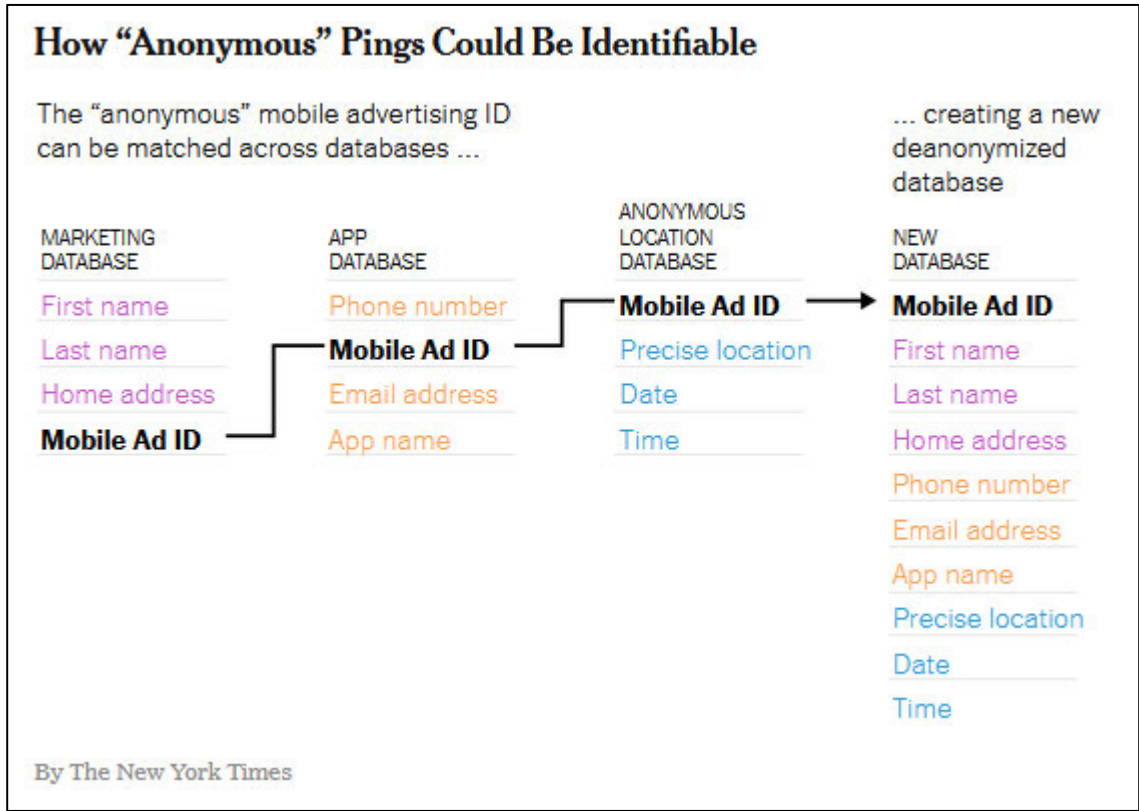 How “Anonymous” Pings Could Be Identifiable
The “anonymous” mobile advertising ID
can be matched across databases ...
... creating a new
deanonymized
database
MARKETING
DATABASE
First name
Last name
Home address
Mobile Ad ID
APP
DATABASE
Phone number
Mobile Ad ID
Email address
App name
ANONYMOUS
LOCATION
DATABASE
Mobile Ad ID
Precise location
Date
Time
NEW
DATABASE
Mobile Ad ID
First name
Last name
Home address
Phone number
Email address
App name
Precise location
Date
Time
By The New York Times